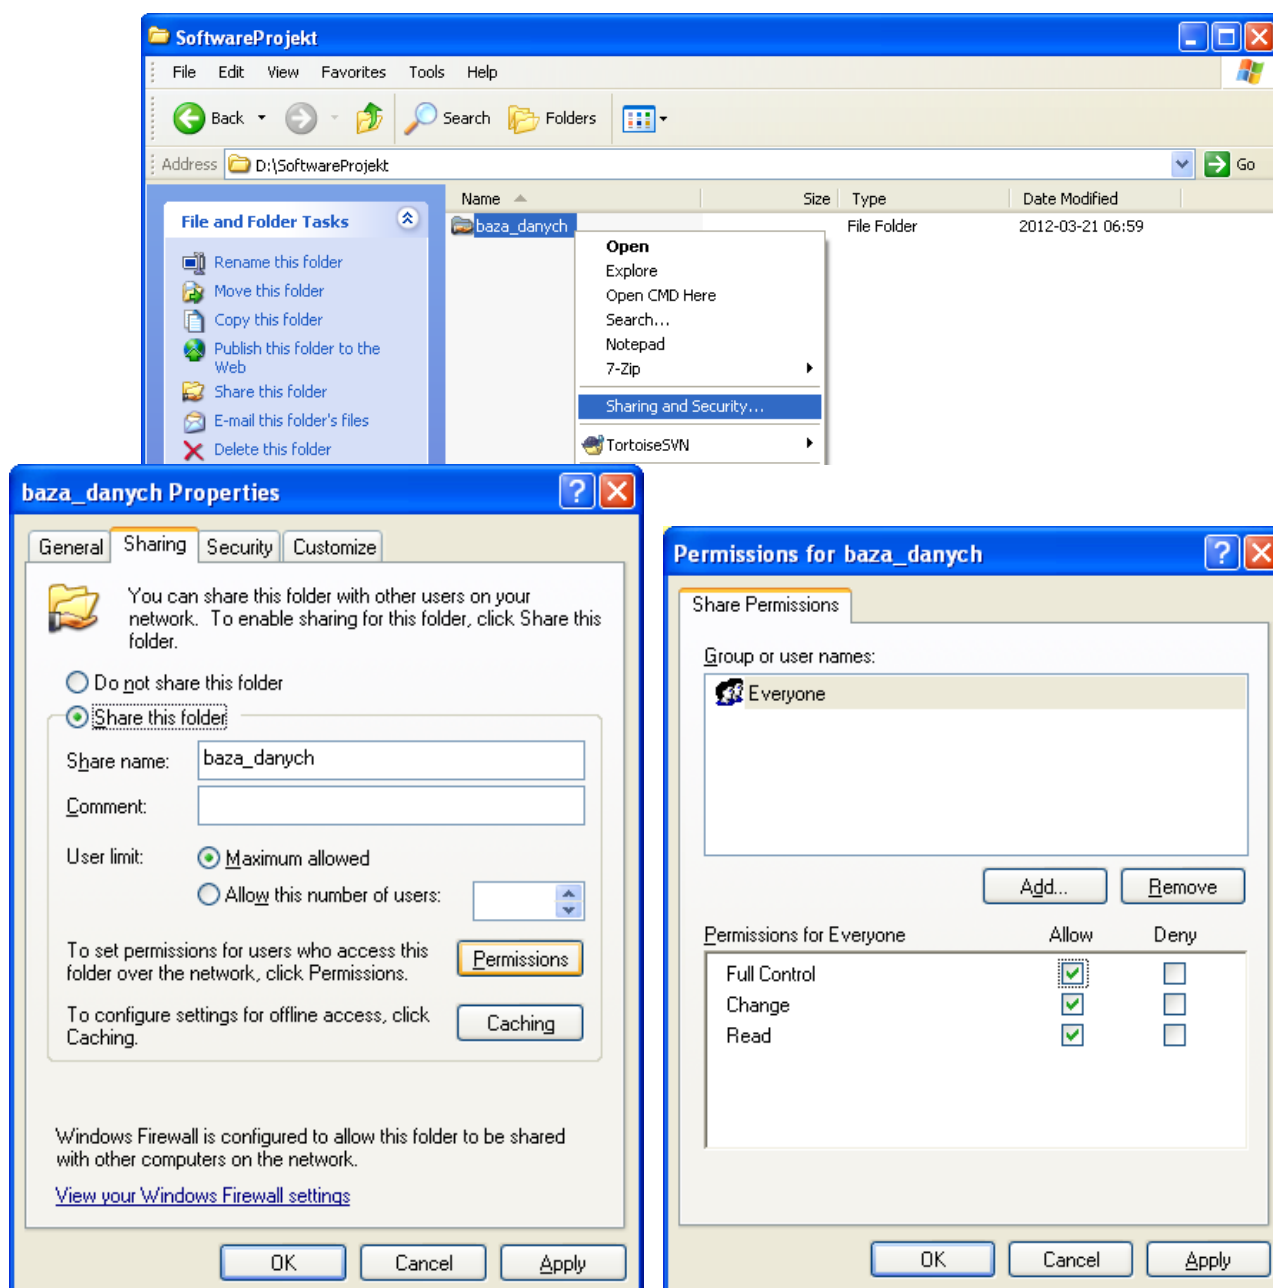 SoftwareProjekt
File Edit View Favorites Tools Help
Back Search Folders
Address D:\SoftwareProjekt Go
Name Size Type Date Modified
File and Folder Tasks
baza_danych File Folder 2012-03-21 06:59
Rename this folder
Move this folder
Copy this folder
Publish this folder to the
Web
Share this folder
E-mail this folder's files
Delete this folder
Open
Explore
Open CMD Here
Search...
Notepad
7-Zip
Sharing and Security...
TortoiseSVN
baza_danych Properties
General Sharing Security Customize
You can share this folder with other users on your
network. To enable sharing for this folder, click Share this
folder.
Do not share this folder
Share this folder
Share name: baza_danych
Comment:
User limit: Maximum allowed
Allow this number of users:
To set permissions for users who access this
folder over the network, click Permissions.
Permissions
To configure settings for offline access, click
Caching.
Caching
Windows Firewall is configured to allow this folder to be shared
with other computers on the network.
View your Windows Firewall settings
OK Cancel Apply
Permissions for baza_danych
Share Permissions
Group or user names:
Everyone
Add... Remove
Permissions for Everyone Allow Deny
Full Control
Change
Read
OK Cancel Apply